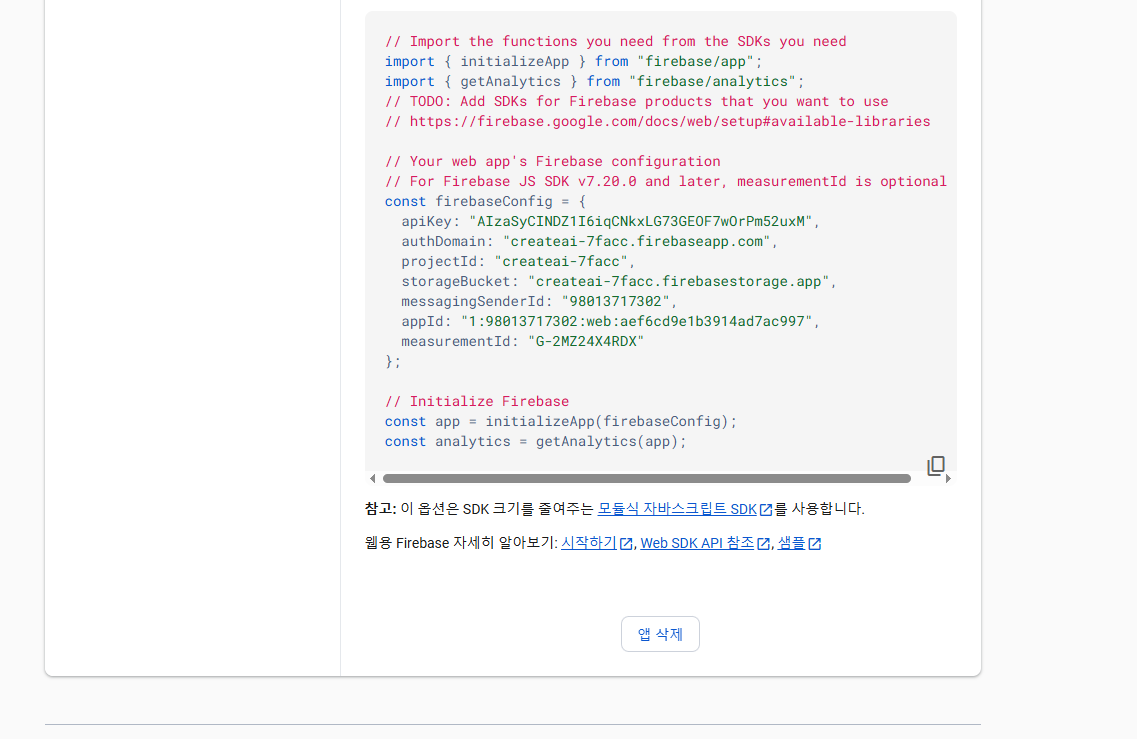 // Import the functions you need from the SDKs you need
import { initializeApp } from "firebase/app";
import { getAnalytics } from "firebase/analytics";
// TODO: Add SDKs for Firebase products that you want to use
// https://firebase.google.com/docs/web/setup#available-libraries
// Your web app's Firebase configuration
// For Firebase JS SDK v7.20.0 and later, measurementId is optional
const firebaseConfig = {
  apiKey: "AIzaSyCINDZ1I6iqCNkxLG73GEOF7wOrPm52uxM",
  authDomain: "createai-7facc.firebaseapp.com",
  projectId: "createai-7facc",
  storageBucket: "createai-7facc.firebasestorage.app",
  messagingSenderId: "98013717302",
  appId: "1:98013717302:web:aef6cd9e1b3914ad7ac997",
  measurementId: "G-2MZ24X4RDX"
};
// Initialize Firebase
const app = initializeApp(firebaseConfig);
const analytics = getAnalytics(app);
참고: 이 옵션은 SDK 크기를 줄여주는 모듈식 자바스크립트 SDK를 사용합니다.
웹용 Firebase 자세히 알아보기: 시작하기, Web SDK API 참조, 샘플
앱 삭제